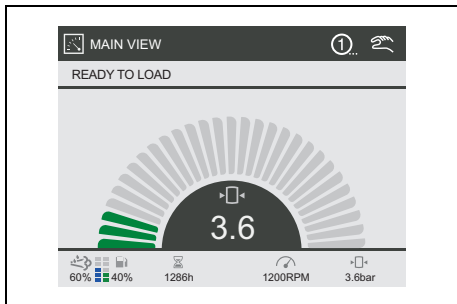 MAIN VIEW
1...
READY TO LOAD
3.6
60% 40% 1286h 1200RPM 3.6bar